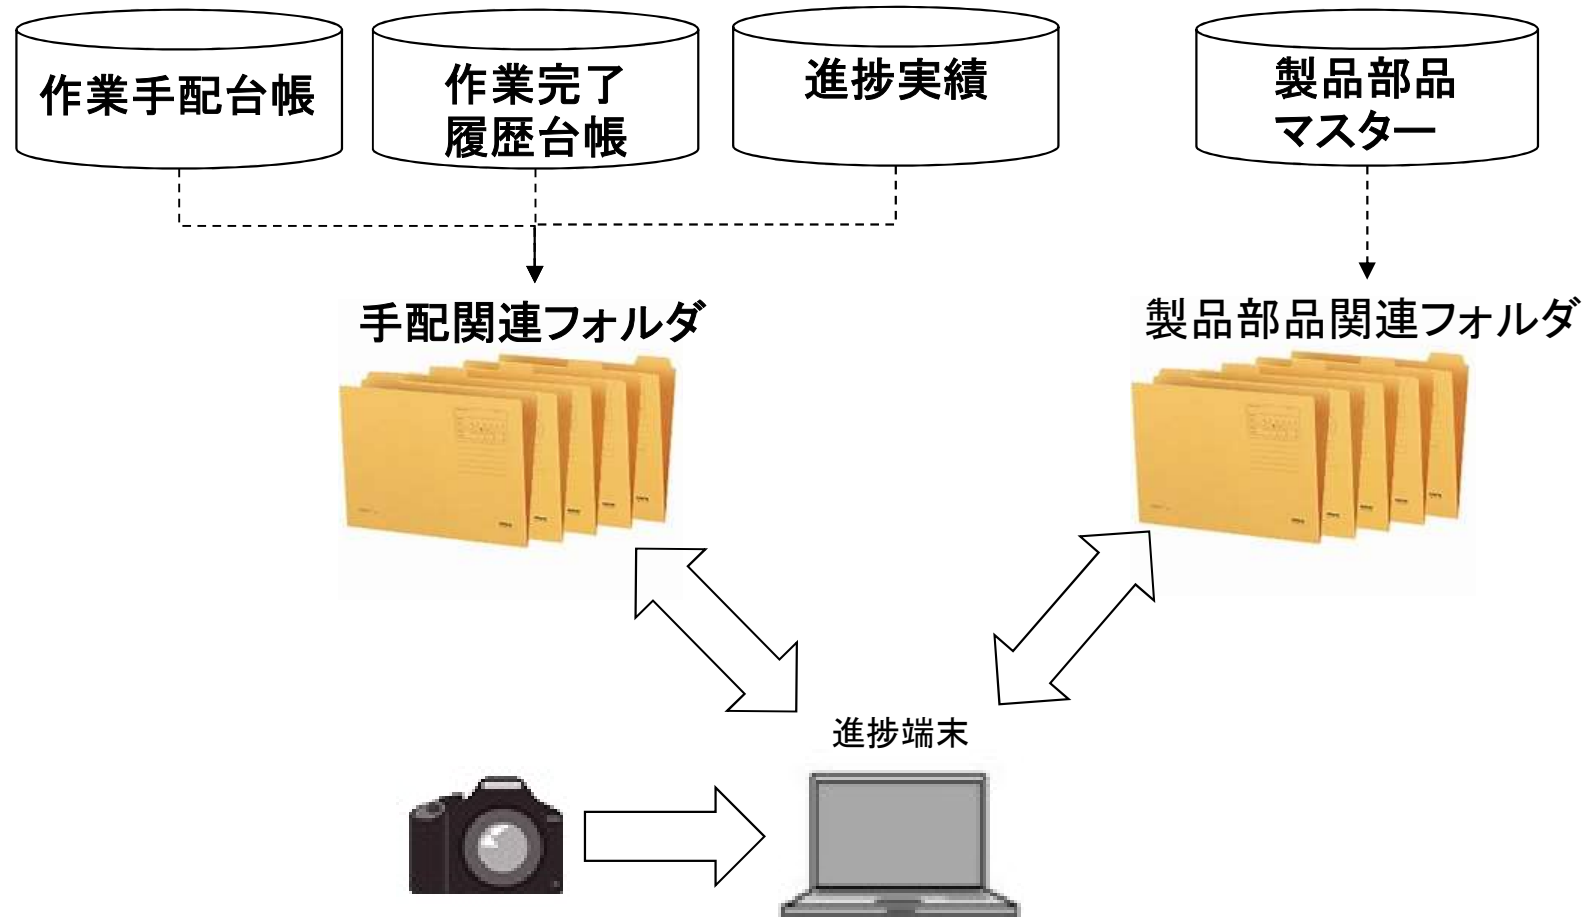 作業手配台帳
作業完了
履歴台帳
進捗実績
製品部品
マスター
手配関連フォルダ
製品部品関連フォルダ
進捗端末